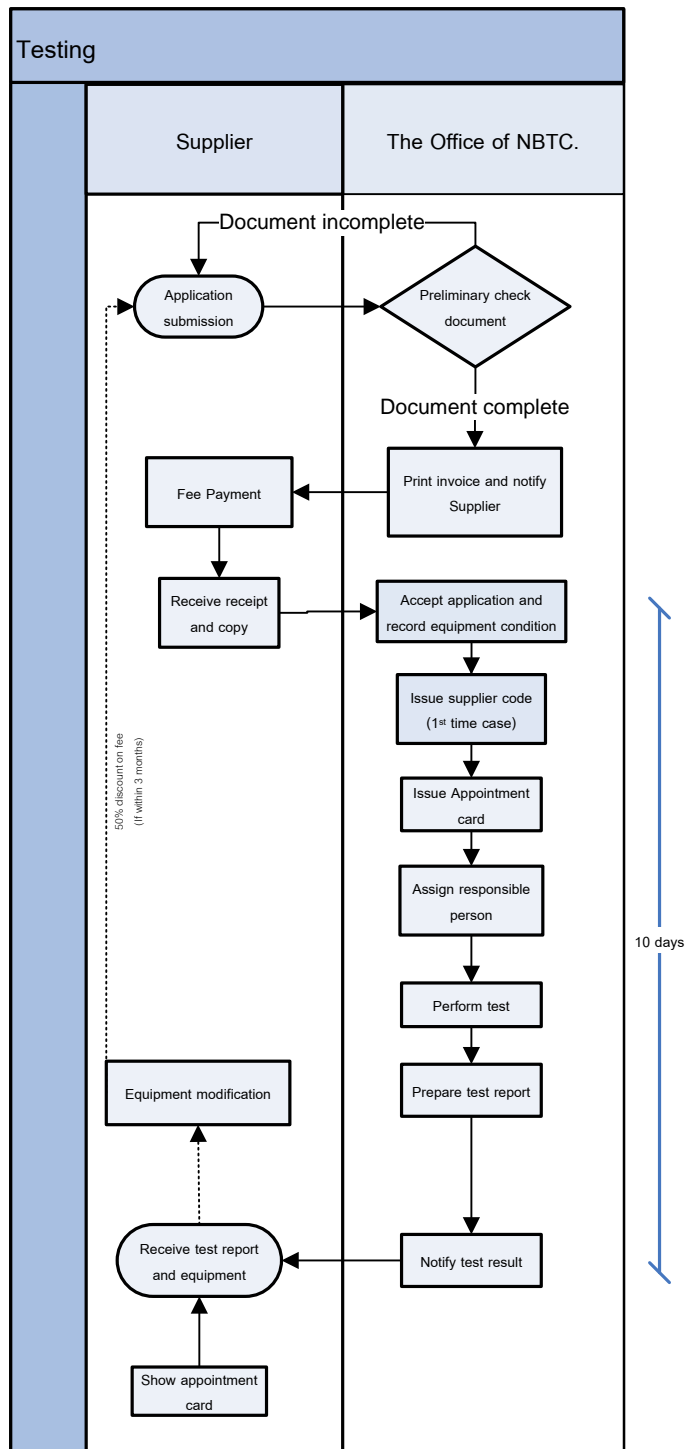 Testing
Supplier
The Office of NBTC.
Document incomplete
Application
submission
Preliminary check
document
Document complete
Print invoice and notify
Supplier
Fee Payment
Receive receipt
and copy
Accept application and
record equipment condition
Issue supplier code
(1st time case)
Issue Appointment
card
50% discount on fee
(If within 3 months)
Assign responsible
person
10 days
Perform test
Equipment modification
Prepare test report
Receive test report
and equipment
Notify test result
Show appointment
card